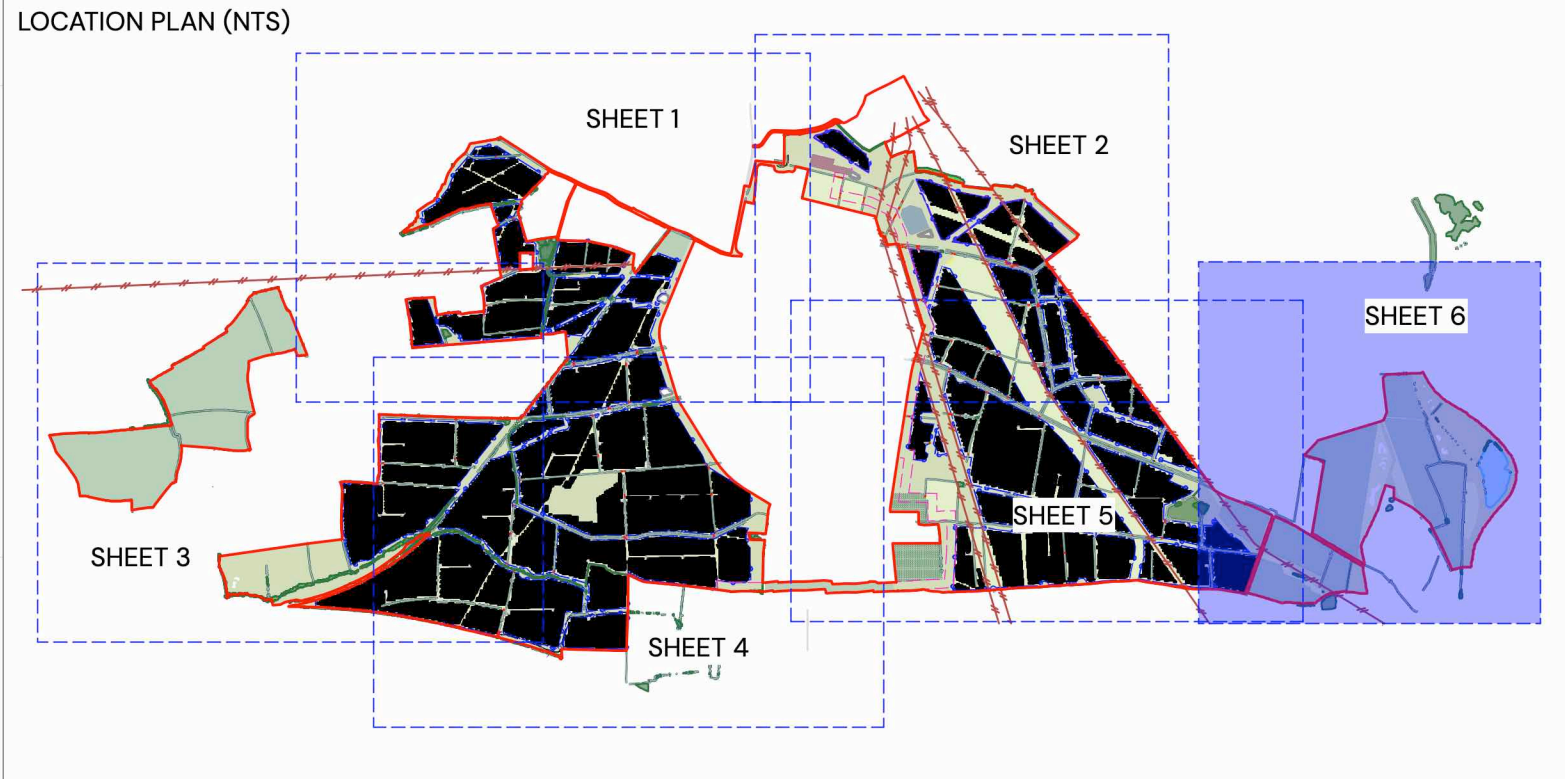 LOCATION PLAN (NTS)
SHEET 1
SHEET 2
SHEET 6
SHEET 5
SHEET 3
SHEET 4